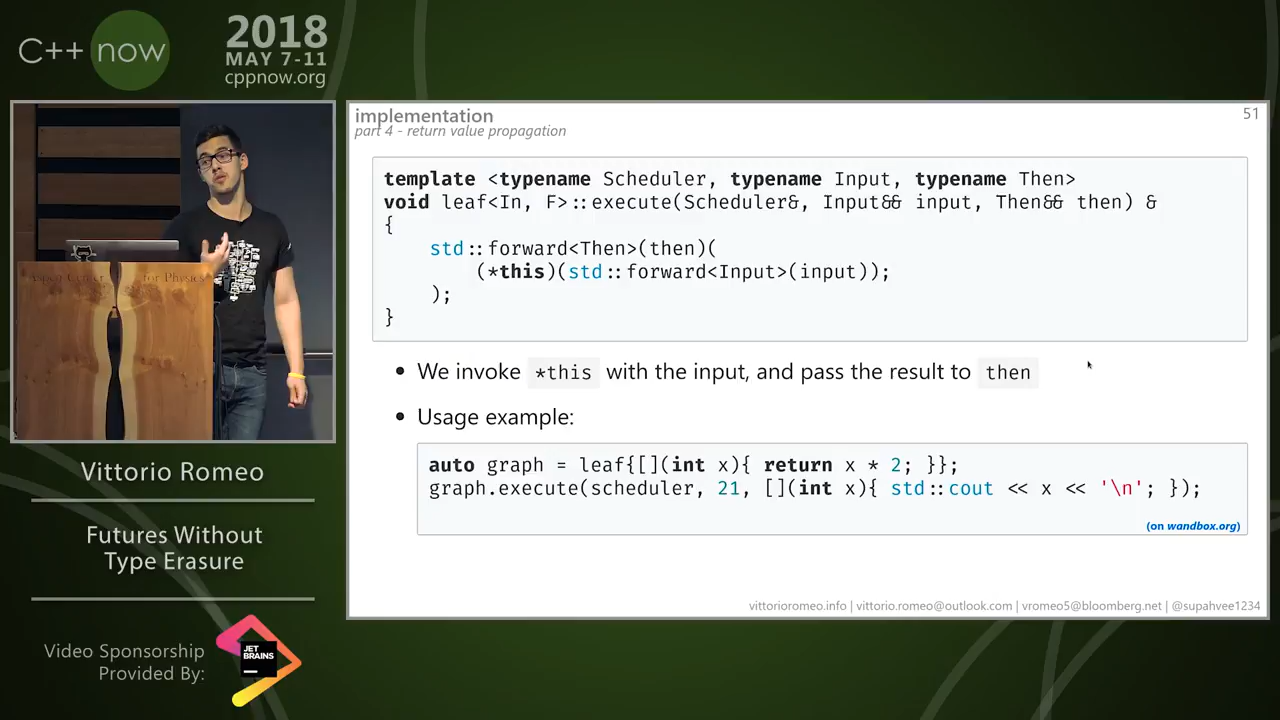 C++ now
2018
MAY 7-11
cppnow.org
Aspen Center for Physics
implementation
51
part 4 - return value propagation
template <typename Scheduler, typename Input, typename Then>
void leaf<In, F>::execute(Scheduler&, Input&& input, Then&& then) &
{
std::forward<Then>(then)(
(*this)(std::forward<Input>(input));
);
}
• We invoke *this with the input, and pass the result to then
• Usage example:
auto graph = leaf{[](int x){ return x * 2; }};
graph.execute(scheduler, 21, [](int x){ std::cout << x << '\n'; });
(on wandbox.org)
vittorioromeo.info | vittorio.romeo@outlook.com | vromeo5@bloomberg.net | @supahvee1234
Vittorio Romeo
Futures Without
Type Erasure
Video Sponsorship
Provided By:
JET
BRAINS